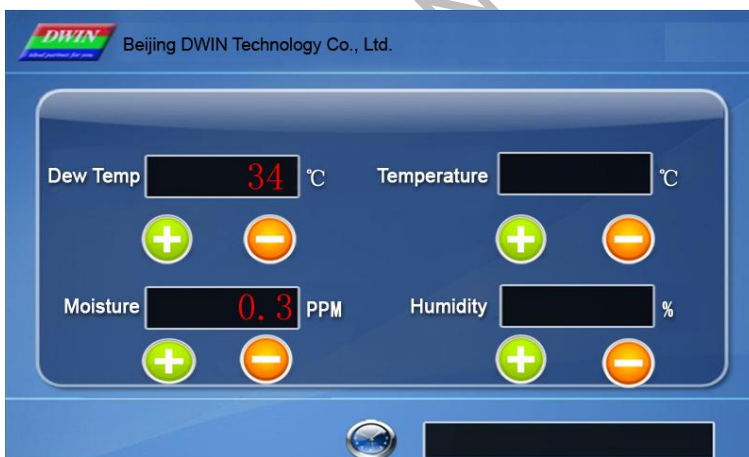 DWIN
Beijing DWIN Technology Co., Ltd.
Dew Temp 34 ℃ Temperature ℃
Moisture 0.3 PPM Humidity %